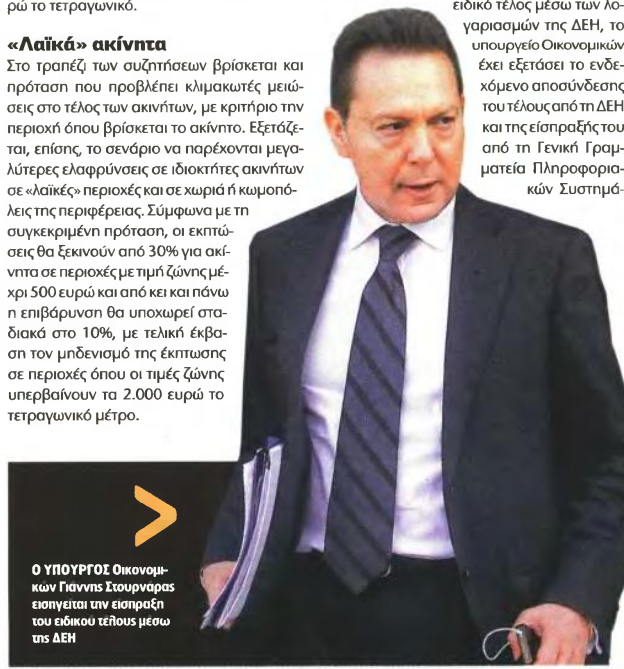 ρώ το τετραγωνικό.
«Λαϊκά» ακίνητα
Στο τραπέζι των συζητήσεων βρίσκεται και
πρόταση που προβλέπει κλιμακωτές μειώ-
σεις στο τέλος των ακινήτων, με κριτήριο την
περιοχή όπου βρίσκεται το ακίνητο. Εξετάζε-
ται, επίσης, το σενάριο να παρέχονται μεγα-
λύτερες ελαφρύνσεις σε ιδιοκτήτες ακινήτων
σε «λαϊκές» περιοχές και σε χωριά ή κωμοπό-
λεις της περιφέρειας. Σύμφωνα με τη
συγκεκριμένη πρόταση, οι εκπτώ-
σεις θα ξεκινούν από 30% για ακί-
νητα σε περιοχές με τιμή ζώνης μέ-
χρι 500 ευρώ και από κει και πάνω
η επιβάρυνση θα υποχωρεί στα-
διακά στο 10%, με τελική έκβα-
ση τον μηδενισμό της έκπτωσης
σε περιοχές όπου οι τιμές ζώνης
υπερβαίνουν τα 2.000 ευρώ το
τετραγωνικό μέτρο.
ειδικό τέλος μέσω των λο-
γαριασμών της ΔΕΗ, το
υπουργείο Οικονομικών
έχει εξετάσει το ενδε-
χόμενο αποσύνδεσης
του τέλους από τη ΔΕΗ
και της είσπραξής του
από τη Γενική Γραμ-
ματεία Πληροφορια-
κών Συστημά-
Ο ΥΠΟΥΡΓΟΣ Οικονομι-
κών Γιάννης Στουρνάρας
εισηγείται την είσπραξη
του ειδικού τέλους μέσω
της ΔΕΗ